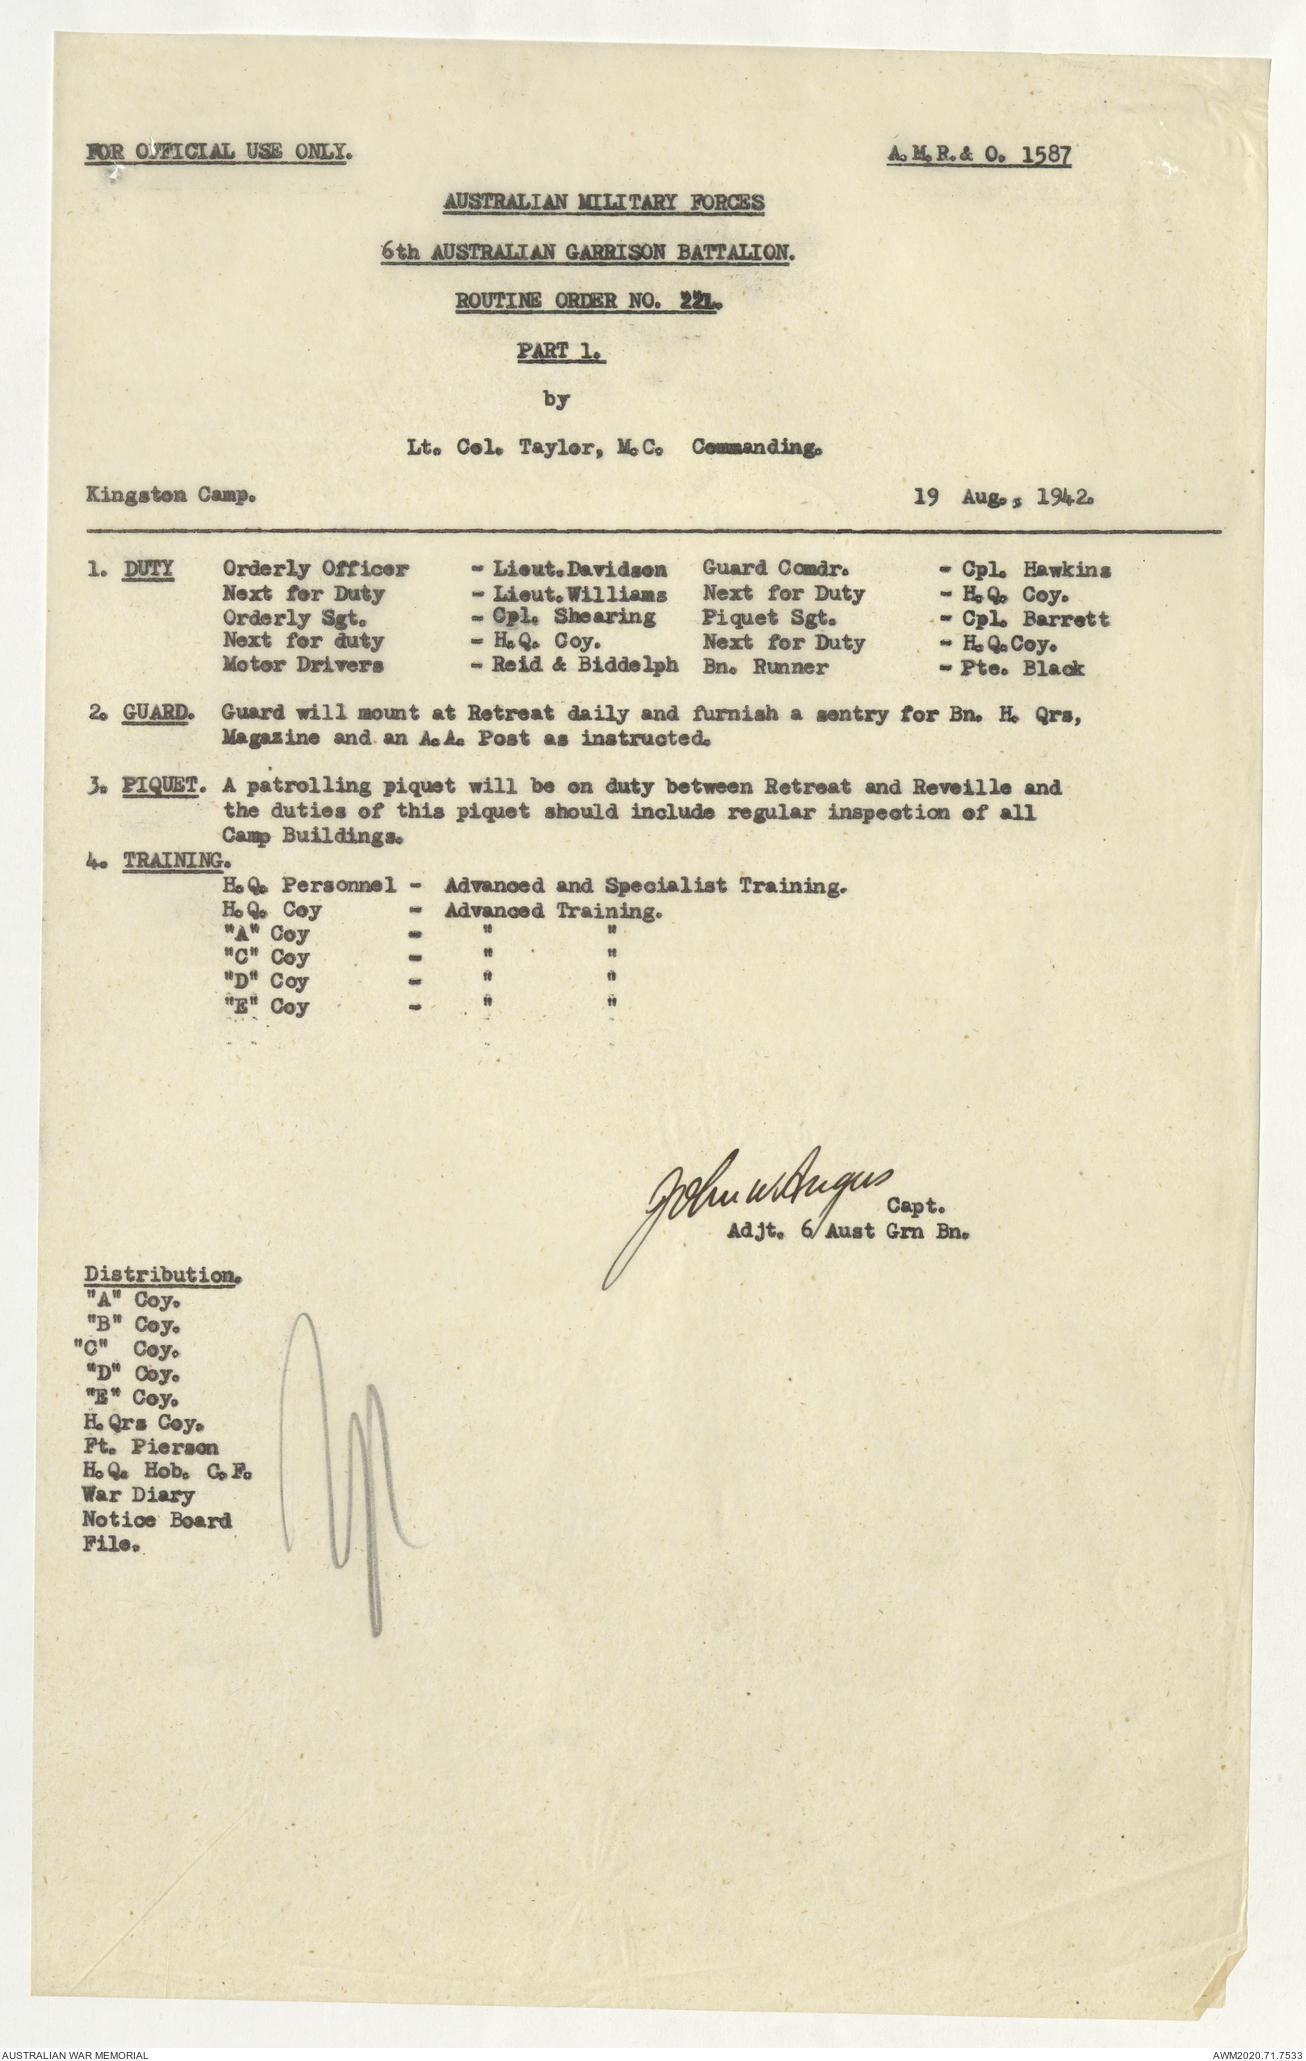 FOR OFFICIAL USE ONLY. A.M.R.& O. 1587
AUSTRALIAN MILITARY FORCES
6th AUSTRALIAN GARRISON BATTALION.
ROUTINE ORDER NO. 221.
PART 1.
by
Lt. Col. Taylor, M.C. Commanding.
Kingston Camp. 19 Aug., 1942.
1. DUTY Orderly Officer - Lieut.Davidson Guard Comdr. - Cpl. Hawkins
Next for Duty - Lieut.Williams Next for Duty - H.Q. Coy.
Orderly Sgt. - Cpl. Shearing Piquet Sgt. - Cpl. Barrett
Next for duty - H.Q. Coy. Next for Duty - H.Q.Coy.
Motor Drivers - Reid & Biddelph Bn. Runner - Pte. Black
2. GUARD. Guard will mount at Retreat daily and furnish a sentry for Bn. H. Qrs,
Magazine and an A.A. Post as instructed.
3. PIQUET. A patrolling piquet will be on duty between Retreat and Reveille and
the duties of this piquet should include regular inspection of all
Camp Buildings.
4. TRAINING.
H.Q. Personnel - Advanced and Specialist Training.
H.Q. Coy - Advanced Training.
"A" Coy - " "
"C" Coy - " "
"D" Coy - " "
"E" Coy - " "
John W Angus
Capt.
Adjt. 6/Aust Grn Bn.
Distribution.
"A" Coy.
"B" Coy.
"C" Coy.
"D" Coy.
"E" Coy.
H.Qrs Coy.
Ft. Pierson
H.Q. Hob. C.F.
War Diary
Notice Board
File.
AUSTRALIAN WAR MEMORIAL AWM2020.71.7533